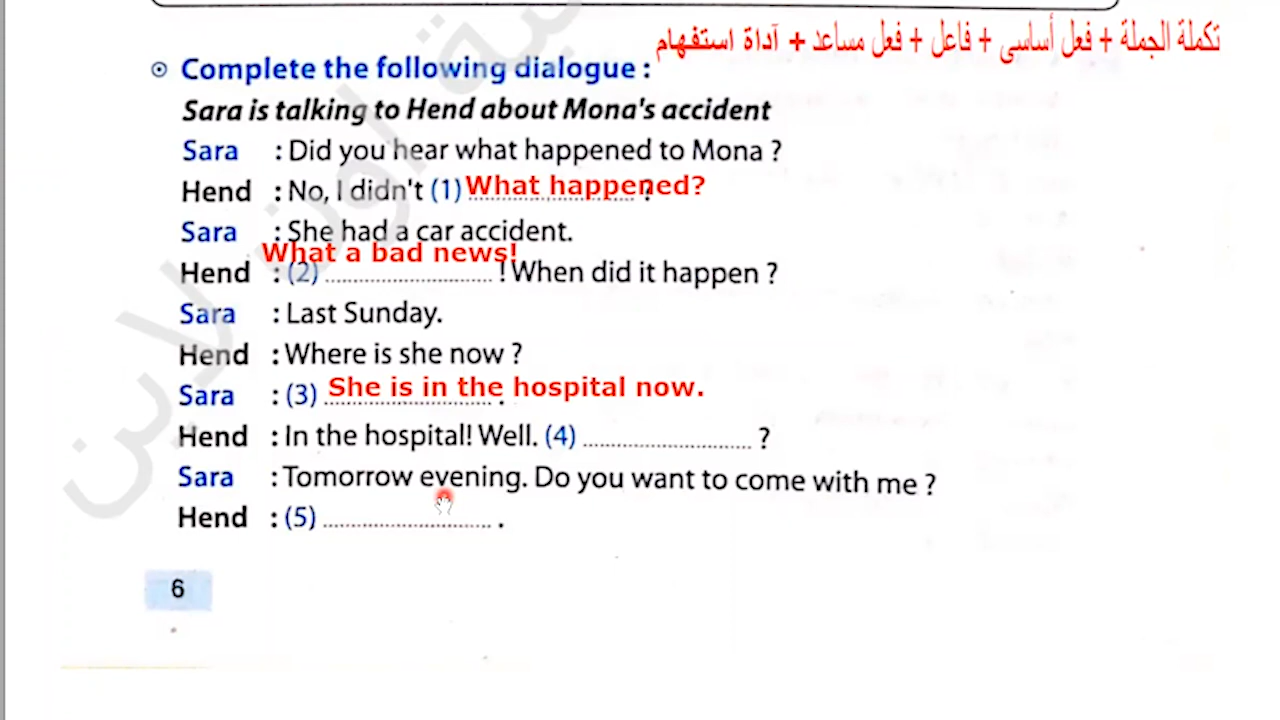 تكملة الجملة + فعل أساسى + فاعل + فعل مساعد + آداة استفهام
Complete the following dialogue :
Sara is talking to Hend about Mona's accident
Sara : Did you hear what happened to Mona ?
Hend : No, I didn't (1) What happened? ?
Sara : She had a car accident.
What a bad news!
Hend : (2) ........................ ! When did it happen ?
Sara : Last Sunday.
Hend : Where is she now ?
Sara : (3) She is in the hospital now. .
Hend : In the hospital! Well. (4) ........................ ?
Sara : Tomorrow evening. Do you want to come with me ?
Hend : (5) ........................ .
6
اون لاين